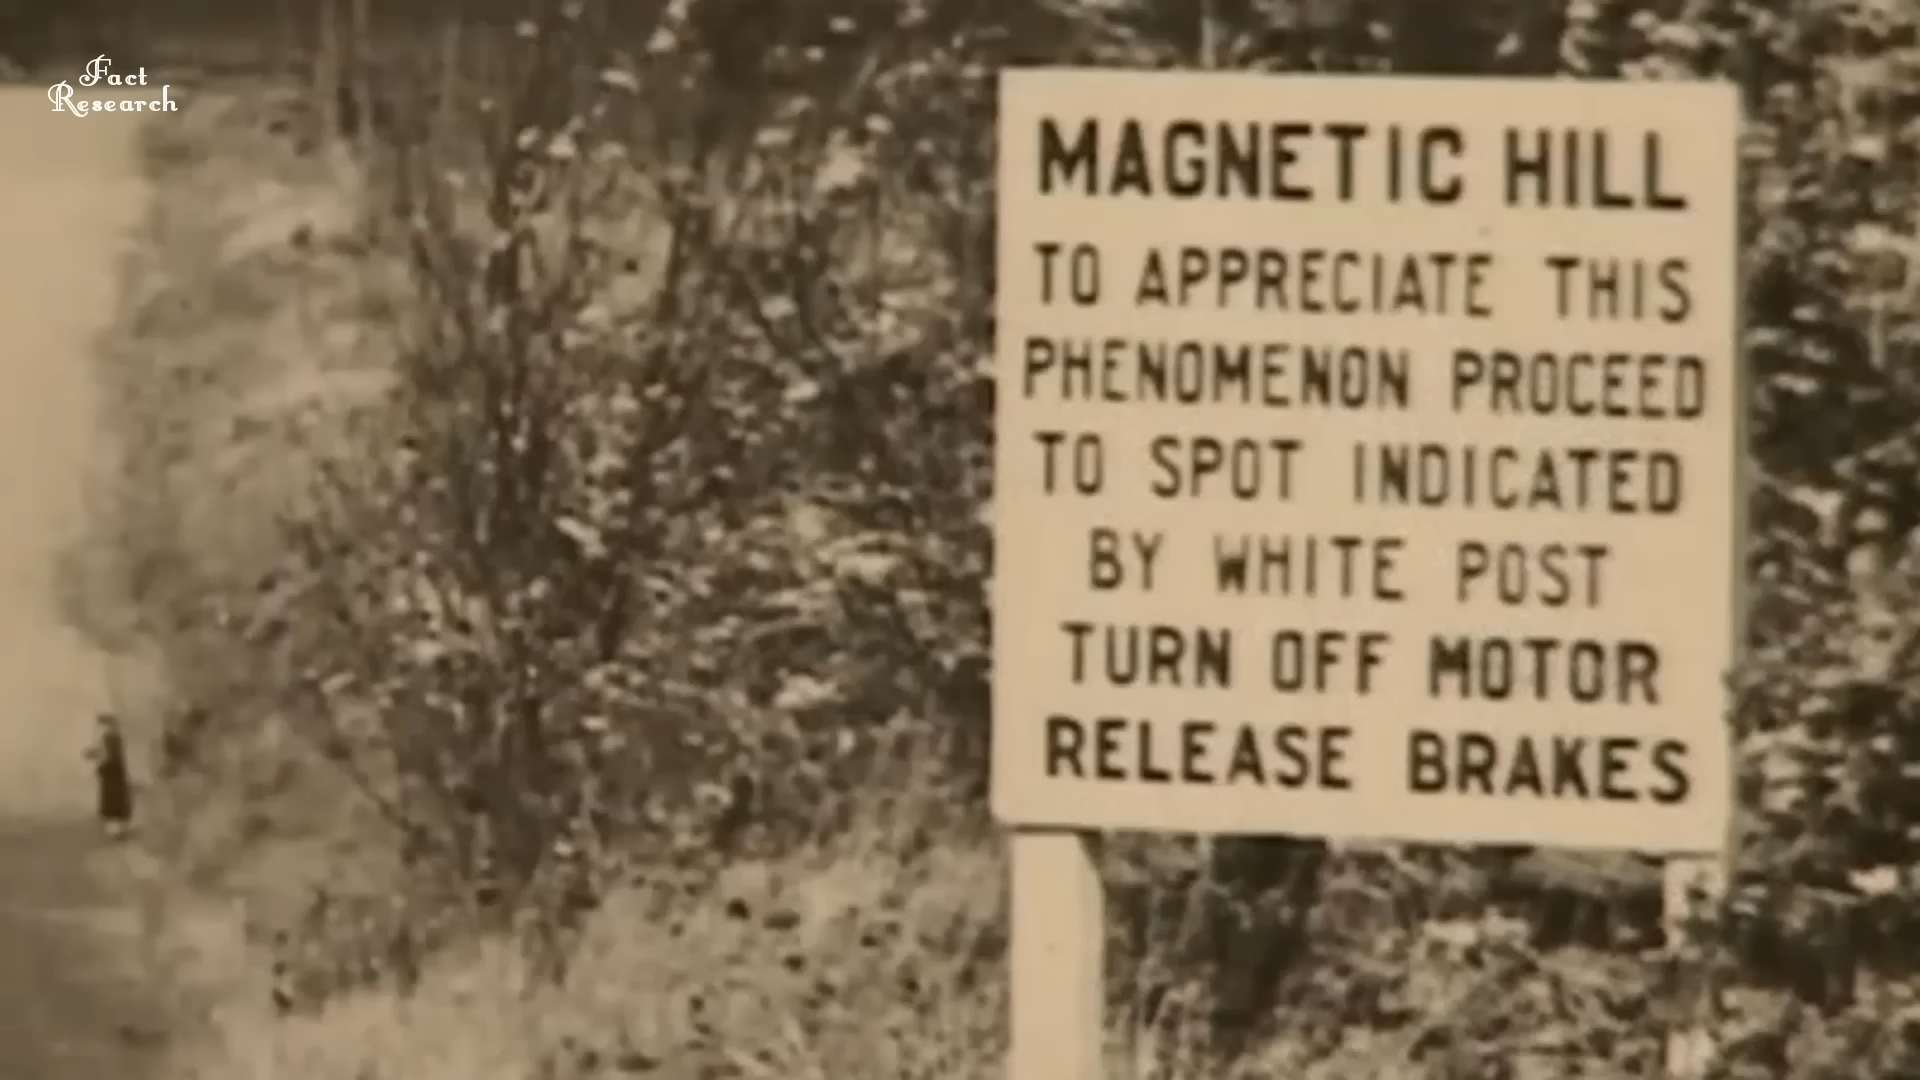 Fact
Research
MAGNETIC HILL
TO APPRECIATE THIS
PHENOMENON PROCEED
TO SPOT INDICATED
BY WHITE POST
TURN OFF MOTOR
RELEASE BRAKES